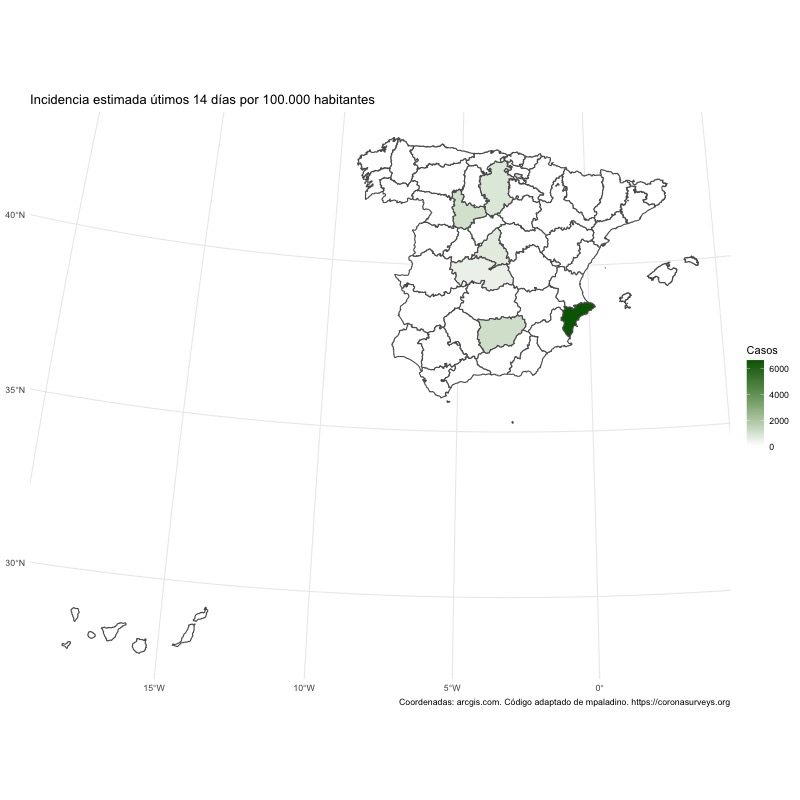 Incidencia estimada útimos 14 días por 100.000 habitantes
40°N
35°N
30°N
15°W
10°W
5°W
0°
Casos
6000
4000
2000
0
Coordenadas: arcgis.com. Código adaptado de mpaladino. https://coronasurveys.org